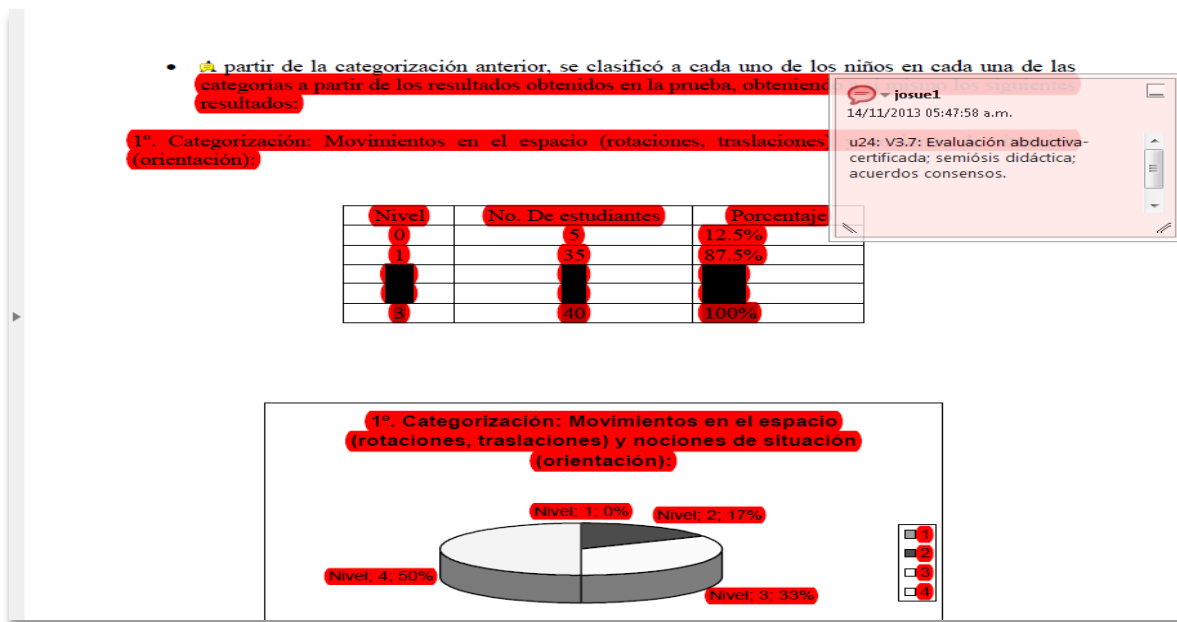 • A partir de la categorización anterior, se clasificó a cada uno de los niños en cada una de las
categorías a partir de los resultados obtenidos en la prueba, obteniend los siguientes
resultados:
1º. Categorización: Movimientos en el espacio (rotaciones, traslaciones)
(orientación):
josue1
14/11/2013 05:47:58 a.m.
u24: V3.7: Evaluación abductiva-
certificada; semiósis didáctica;
acuerdos consensos.
Nivel No. De estudiantes Porcentaje
0 5 12.5%
1 35 87.5%
3 40 100%
1º. Categorización: Movimientos en el espacio
(rotaciones, traslaciones) y nociones de situación
(orientación):
Nivel; 1; 0%
Nivel; 2; 17%
Nivel; 4; 50%
Nivel; 3; 33%
1
2
3
4